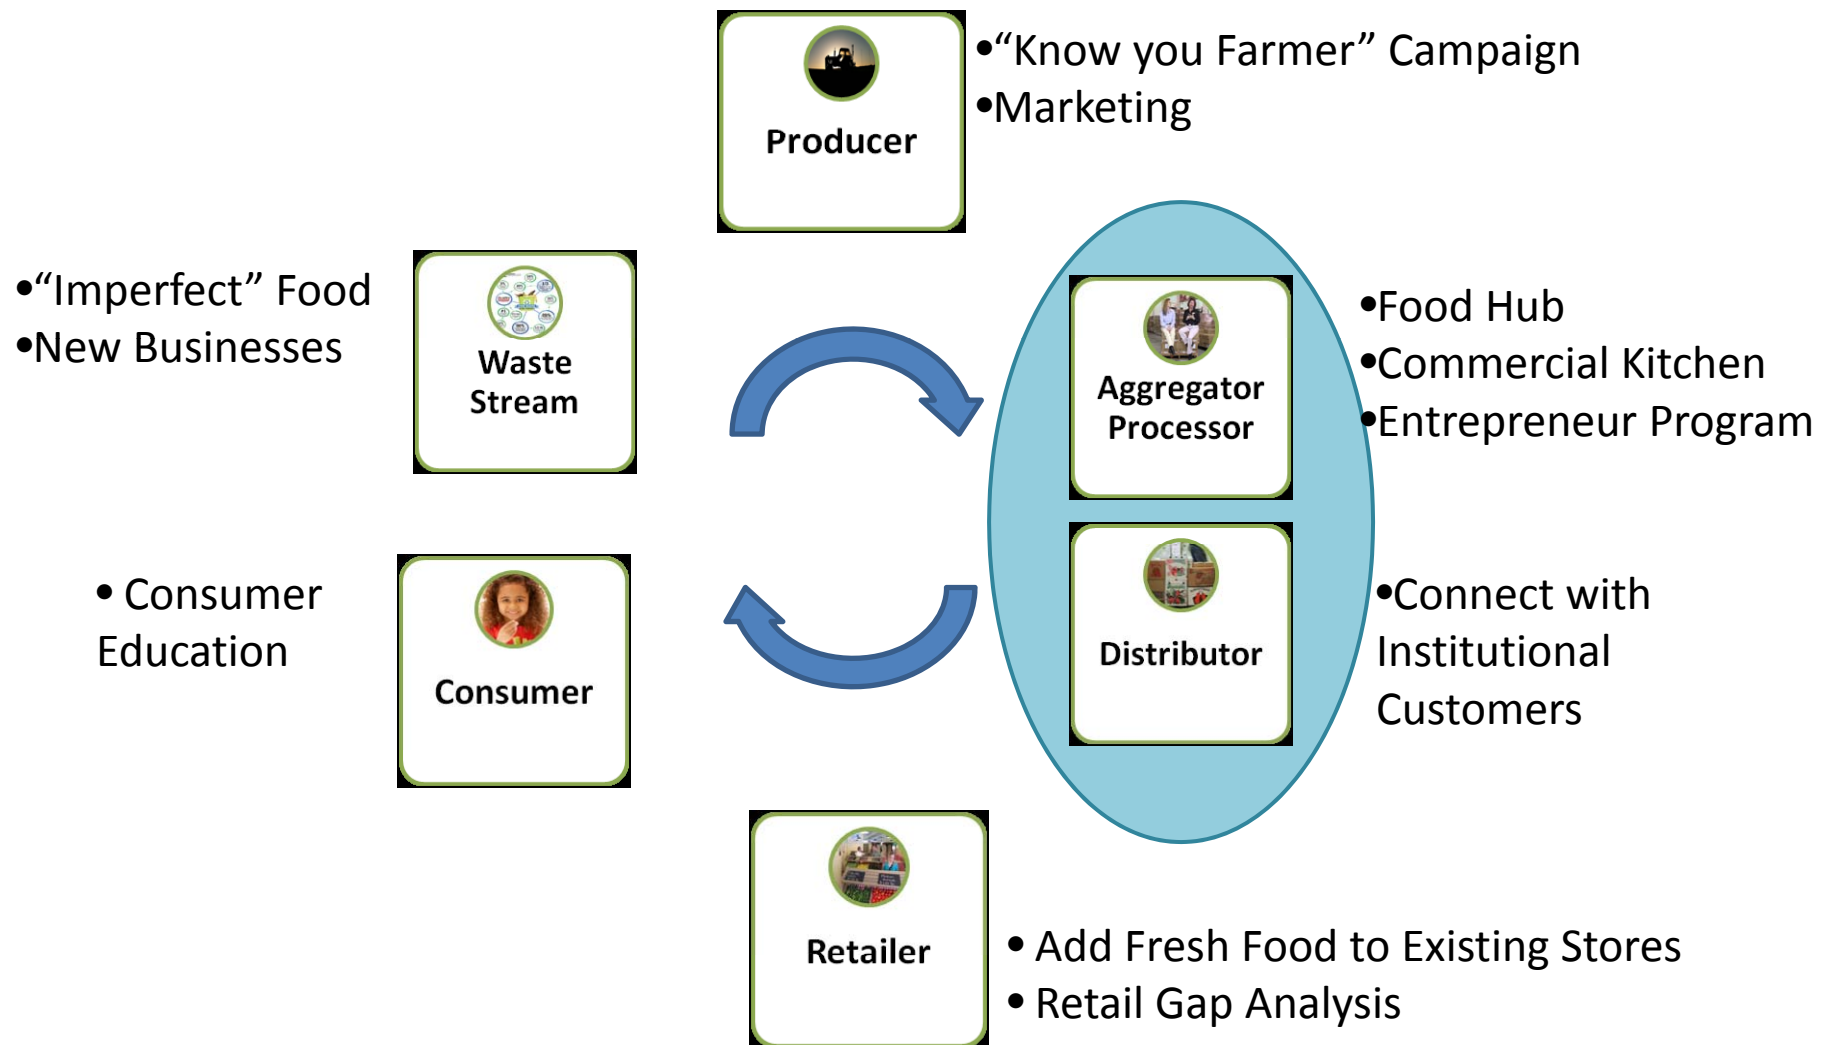 Producer
•“Know you Farmer” Campaign
•Marketing
•“Imperfect” Food
•New Businesses
Waste
Stream
Aggregator
Processor
•Food Hub
•Commercial Kitchen
•Entrepreneur Program
• Consumer
Education
Consumer
Distributor
•Connect with
Institutional
Customers
Retailer
• Add Fresh Food to Existing Stores
• Retail Gap Analysis